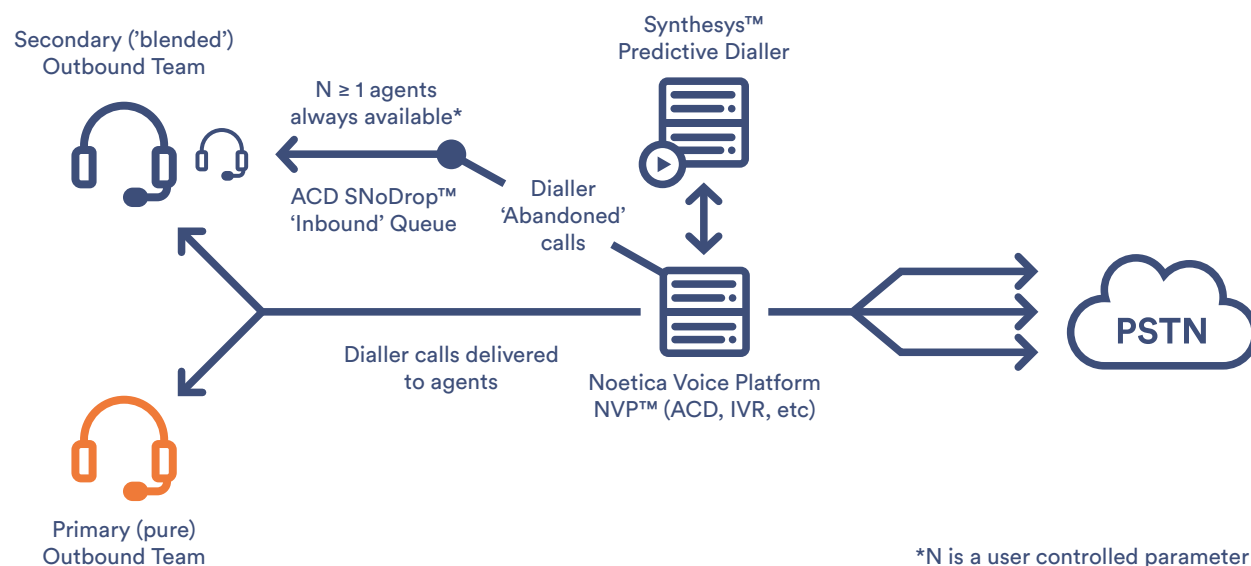 Synthesys™
Predictive Dialler
Secondary ('blended')
Outbound Team
N ≥ 1 agents
always available*
ACD SNoDrop™
'Inbound' Queue
Dialler
'Abandoned'
calls
Dialler calls delivered
to agents
Noetica Voice Platform
NVP™ (ACD, IVR, etc)
PSTN
Primary (pure)
Outbound Team
*N is a user controlled parameter